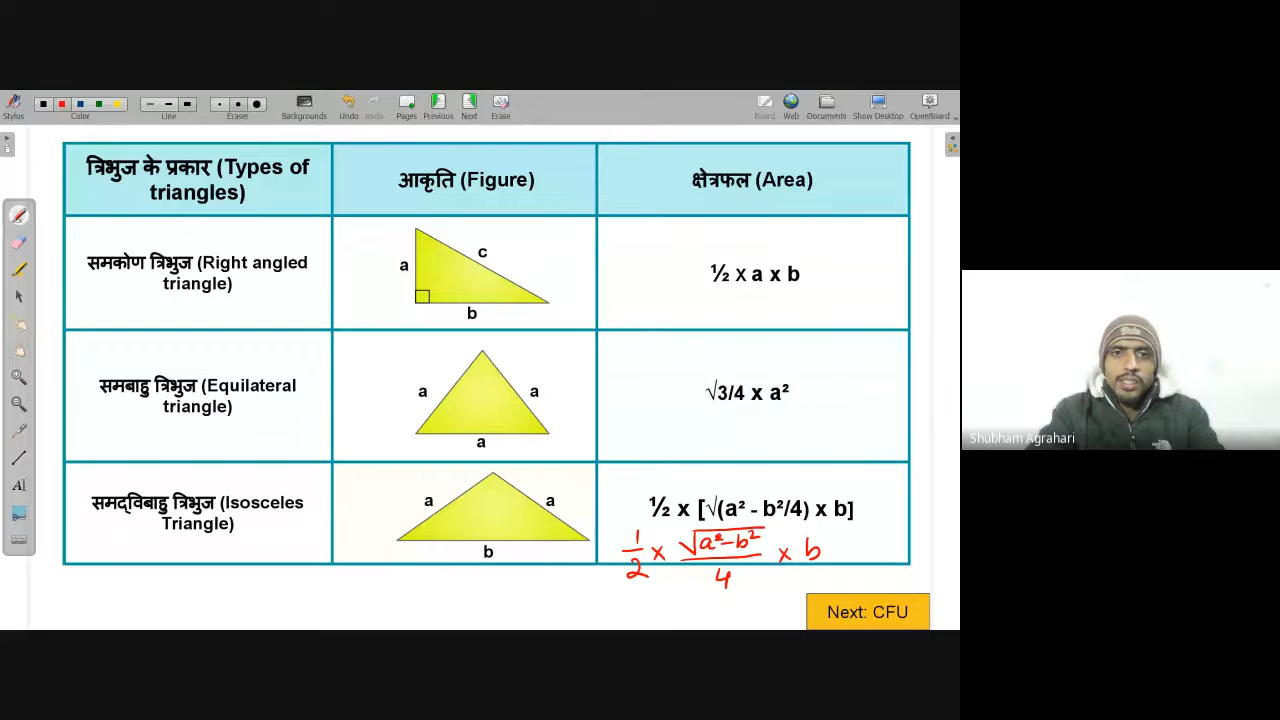 Stylus
Color
Line
Eraser
Backgrounds
Undo
Redo
Pages
Previous
Next
Erase
Board
Web
Documents
Show Desktop
OpenBoard
त्रिभुज के प्रकार (Types of
triangles)
आकृति (Figure)
क्षेत्रफल (Area)
समकोण त्रिभुज (Right angled
triangle)
a
c
b
½ x a x b
समबाहु त्रिभुज (Equilateral
triangle)
a
a
a
√3/4 x a²
समद्विबाहु त्रिभुज (Isosceles
Triangle)
a
a
b
½ x [√(a² - b²/4) x b]
1/2 × √a²-b²/4 × b
Next: CFU
Shubham Agrahari